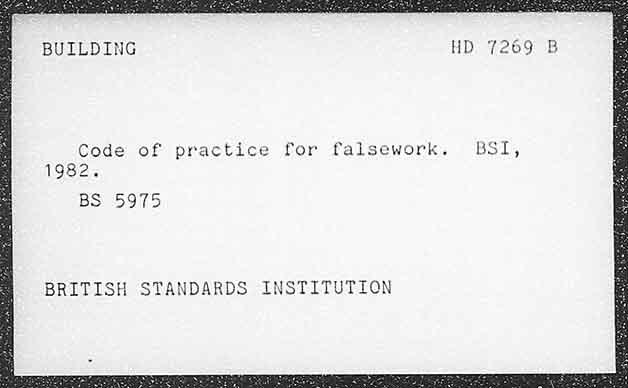 BUILDING HD 7269 B
Code of practice for falsework. BSI,
1982.
BS 5975
BRITISH STANDARDS INSTITUTION